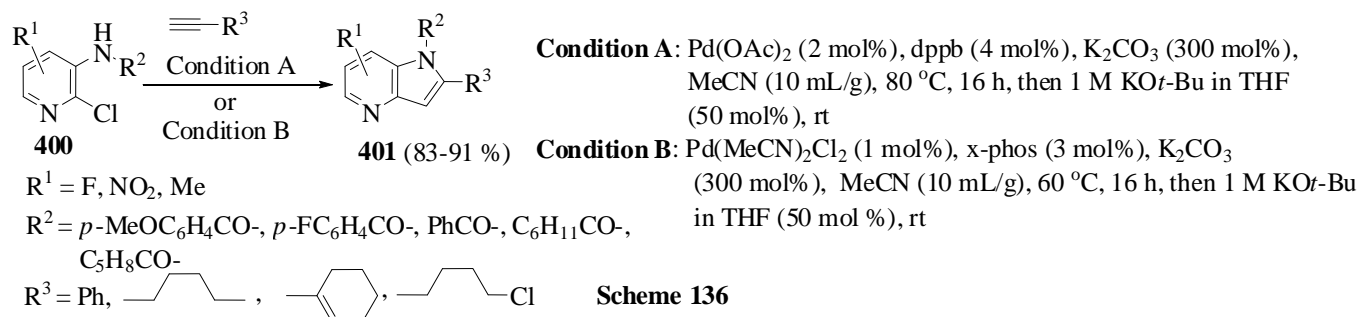 R¹ H N R² N Cl 400
≡ R³
Condition A
or
Condition B
R¹ R² N R³ N
401 (83-91 %)
Condition A: Pd(OAc)₂ (2 mol%), dppb (4 mol%), K₂CO₃ (300 mol%),
MeCN (10 mL/g), 80 °C, 16 h, then 1 M KOt-Bu in THF
(50 mol%), rt
Condition B: Pd(MeCN)₂Cl₂ (1 mol%), x-phos (3 mol%), K₂CO₃
(300 mol%), MeCN (10 mL/g), 60 °C, 16 h, then 1 M KOt-Bu
in THF (50 mol %), rt
R¹ = F, NO₂, Me
R² = p-MeOC₆H₄CO-, p-FC₆H₄CO-, PhCO-, C₆H₁₁CO-,
C₅H₈CO-
R³ = Ph, , , Cl
Scheme 136